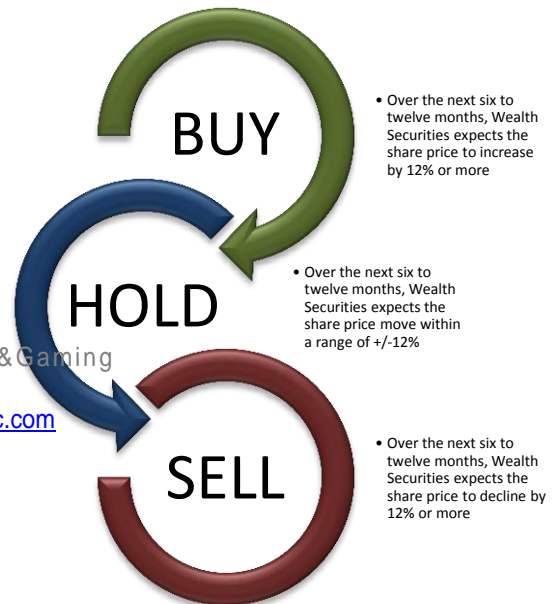 BUY
• Over the next six to
twelve months, Wealth
Securities expects the
share price to increase
by 12% or more
HOLD
• Over the next six to
twelve months, Wealth
Securities expects the
share price move within
a range of +/-12%
&Gaming
c.com
SELL
• Over the next six to
twelve months, Wealth
Securities expects the
share price to decline by
12% or more